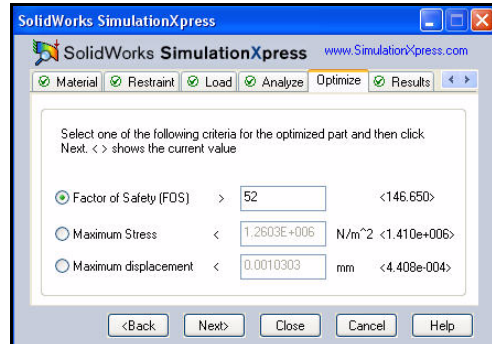 SolidWorks SimulationXpress
SolidWorks SimulationXpress www.SimulationXpress.com
Material Restraint Load Analyze Optimize Results
Select one of the following criteria for the optimized part and then click
Next. < > shows the current value
Factor of Safety (FOS) > 52 <146.650>
Maximum Stress < 1.2603E+006 N/m^2 <1.410e+006>
Maximum displacement < 0.0010303 mm <4.408e-004>
<Back Next> Close Cancel Help